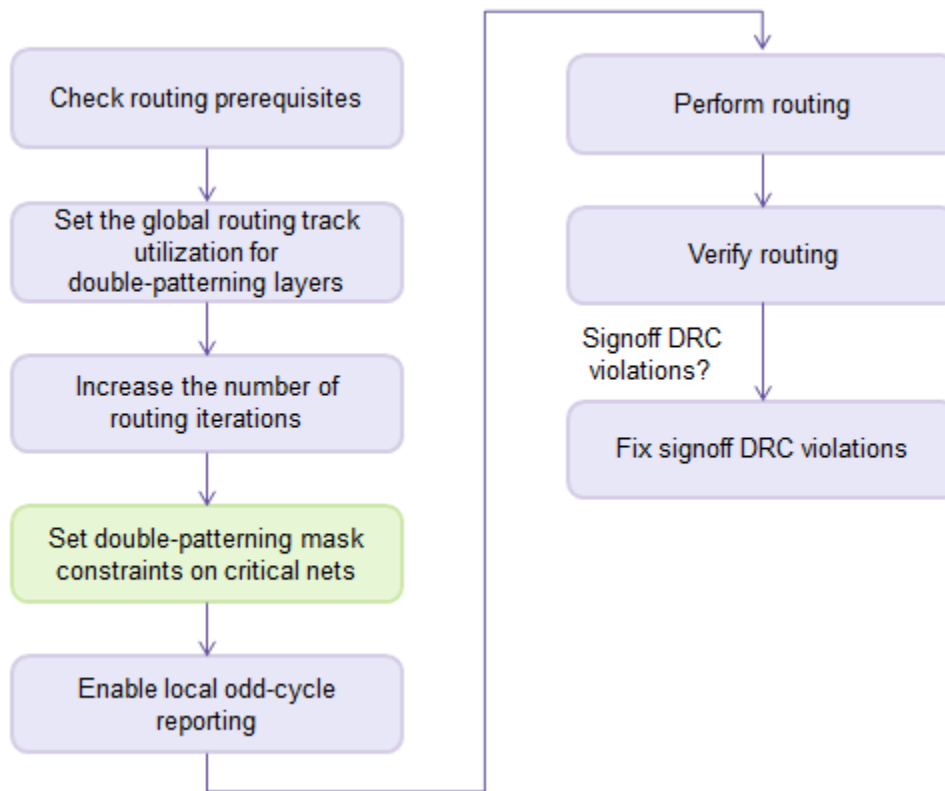 Check routing prerequisites
Set the global routing track
utilization for
double-patterning layers
Increase the number of
routing iterations
Set double-patterning mask
constraints on critical nets
Enable local odd-cycle
reporting
Perform routing
Verify routing
Signoff DRC
violations?
Fix signoff DRC violations